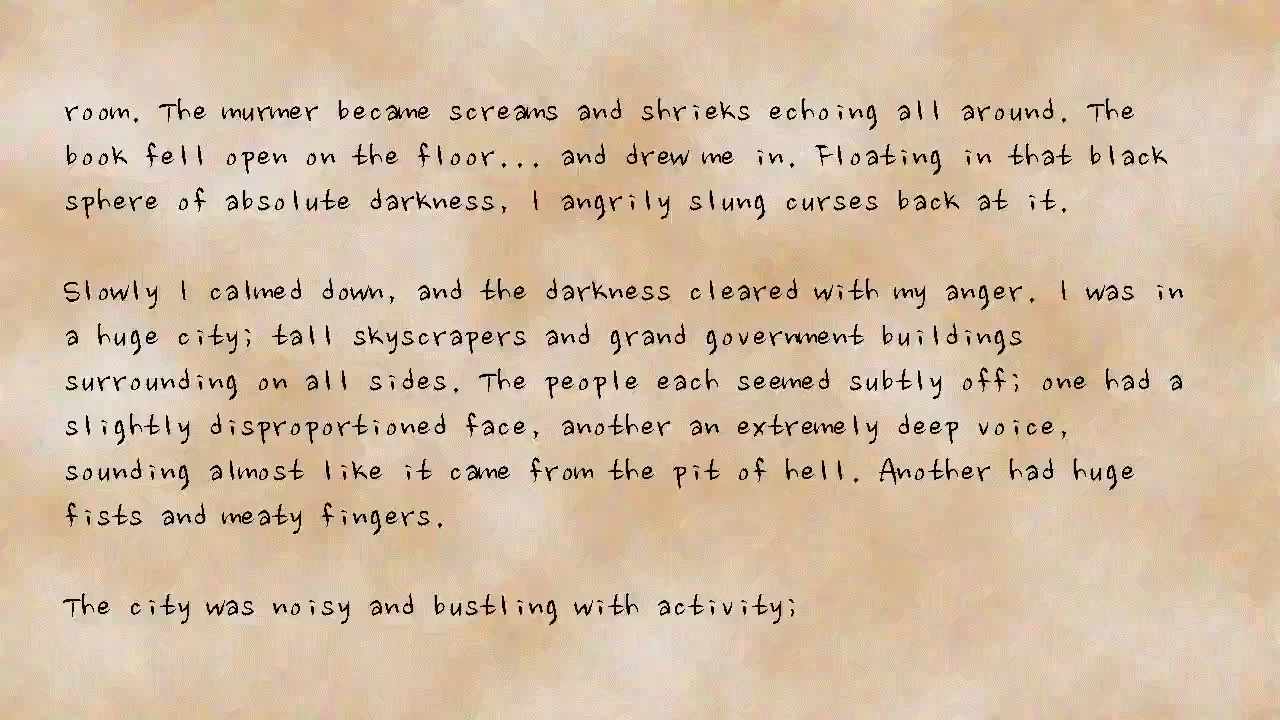 room. The murmer became screams and shrieks echoing all around. The
book fell open on the floor... and drew me in. Floating in that black
sphere of absolute darkness, I angrily slung curses back at it.
Slowly I calmed down, and the darkness cleared with my anger. I was in
a huge city; tall skyscrapers and grand government buildings
surrounding on all sides. The people each seemed subtly off; one had a
slightly disproportioned face, another an extremely deep voice,
sounding almost like it came from the pit of hell. Another had huge
fists and meaty fingers.
The city was noisy and bustling with activity;